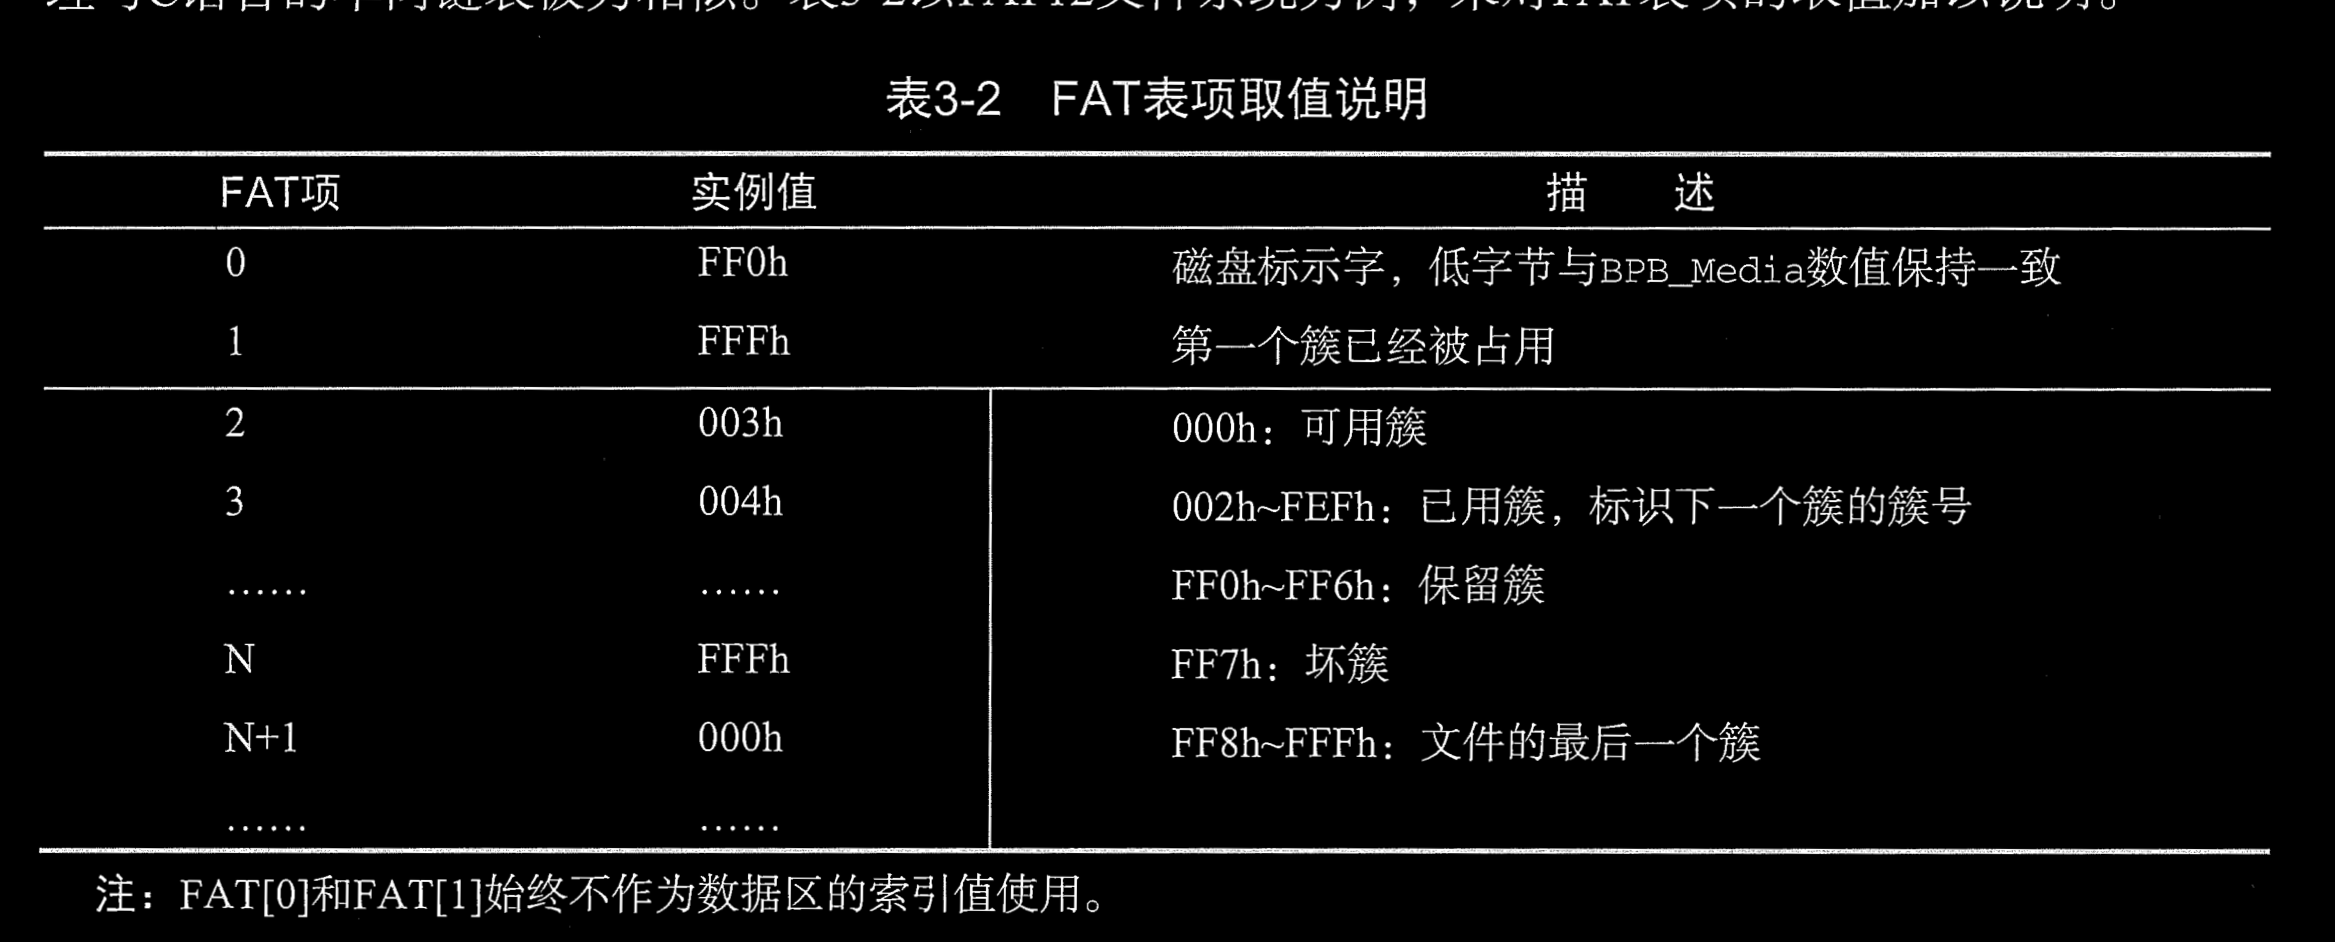 表3-2 FAT表项取值说明
FAT项 实例值 描 述
0 FF0h 磁盘标示字，低字节与BPB_Media数值保持一致
1 FFFh 第一个簇已经被占用
2 003h 000h：可用簇
3 004h 002h~FEFh：已用簇，标识下一个簇的簇号
…… …… FF0h~FF6h：保留簇
N FFFh FF7h：坏簇
N+1 000h FF8h~FFFh：文件的最后一个簇
…… ……
注：FAT[0]和FAT[1]始终不作为数据区的索引值使用。